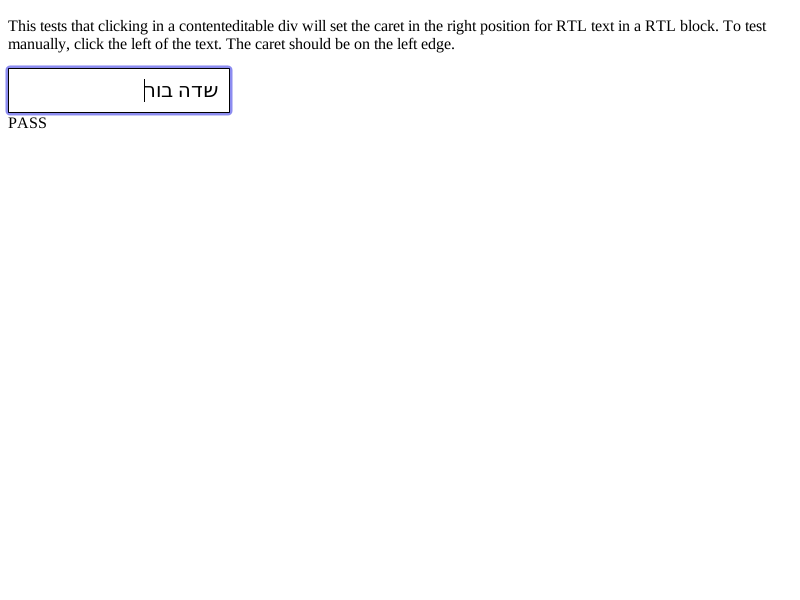 This tests that clicking in a contenteditable div will set the caret in the right position for RTL text in a RTL block. To test
manually, click the left of the text. The caret should be on the left edge.
שדה בור
PASS